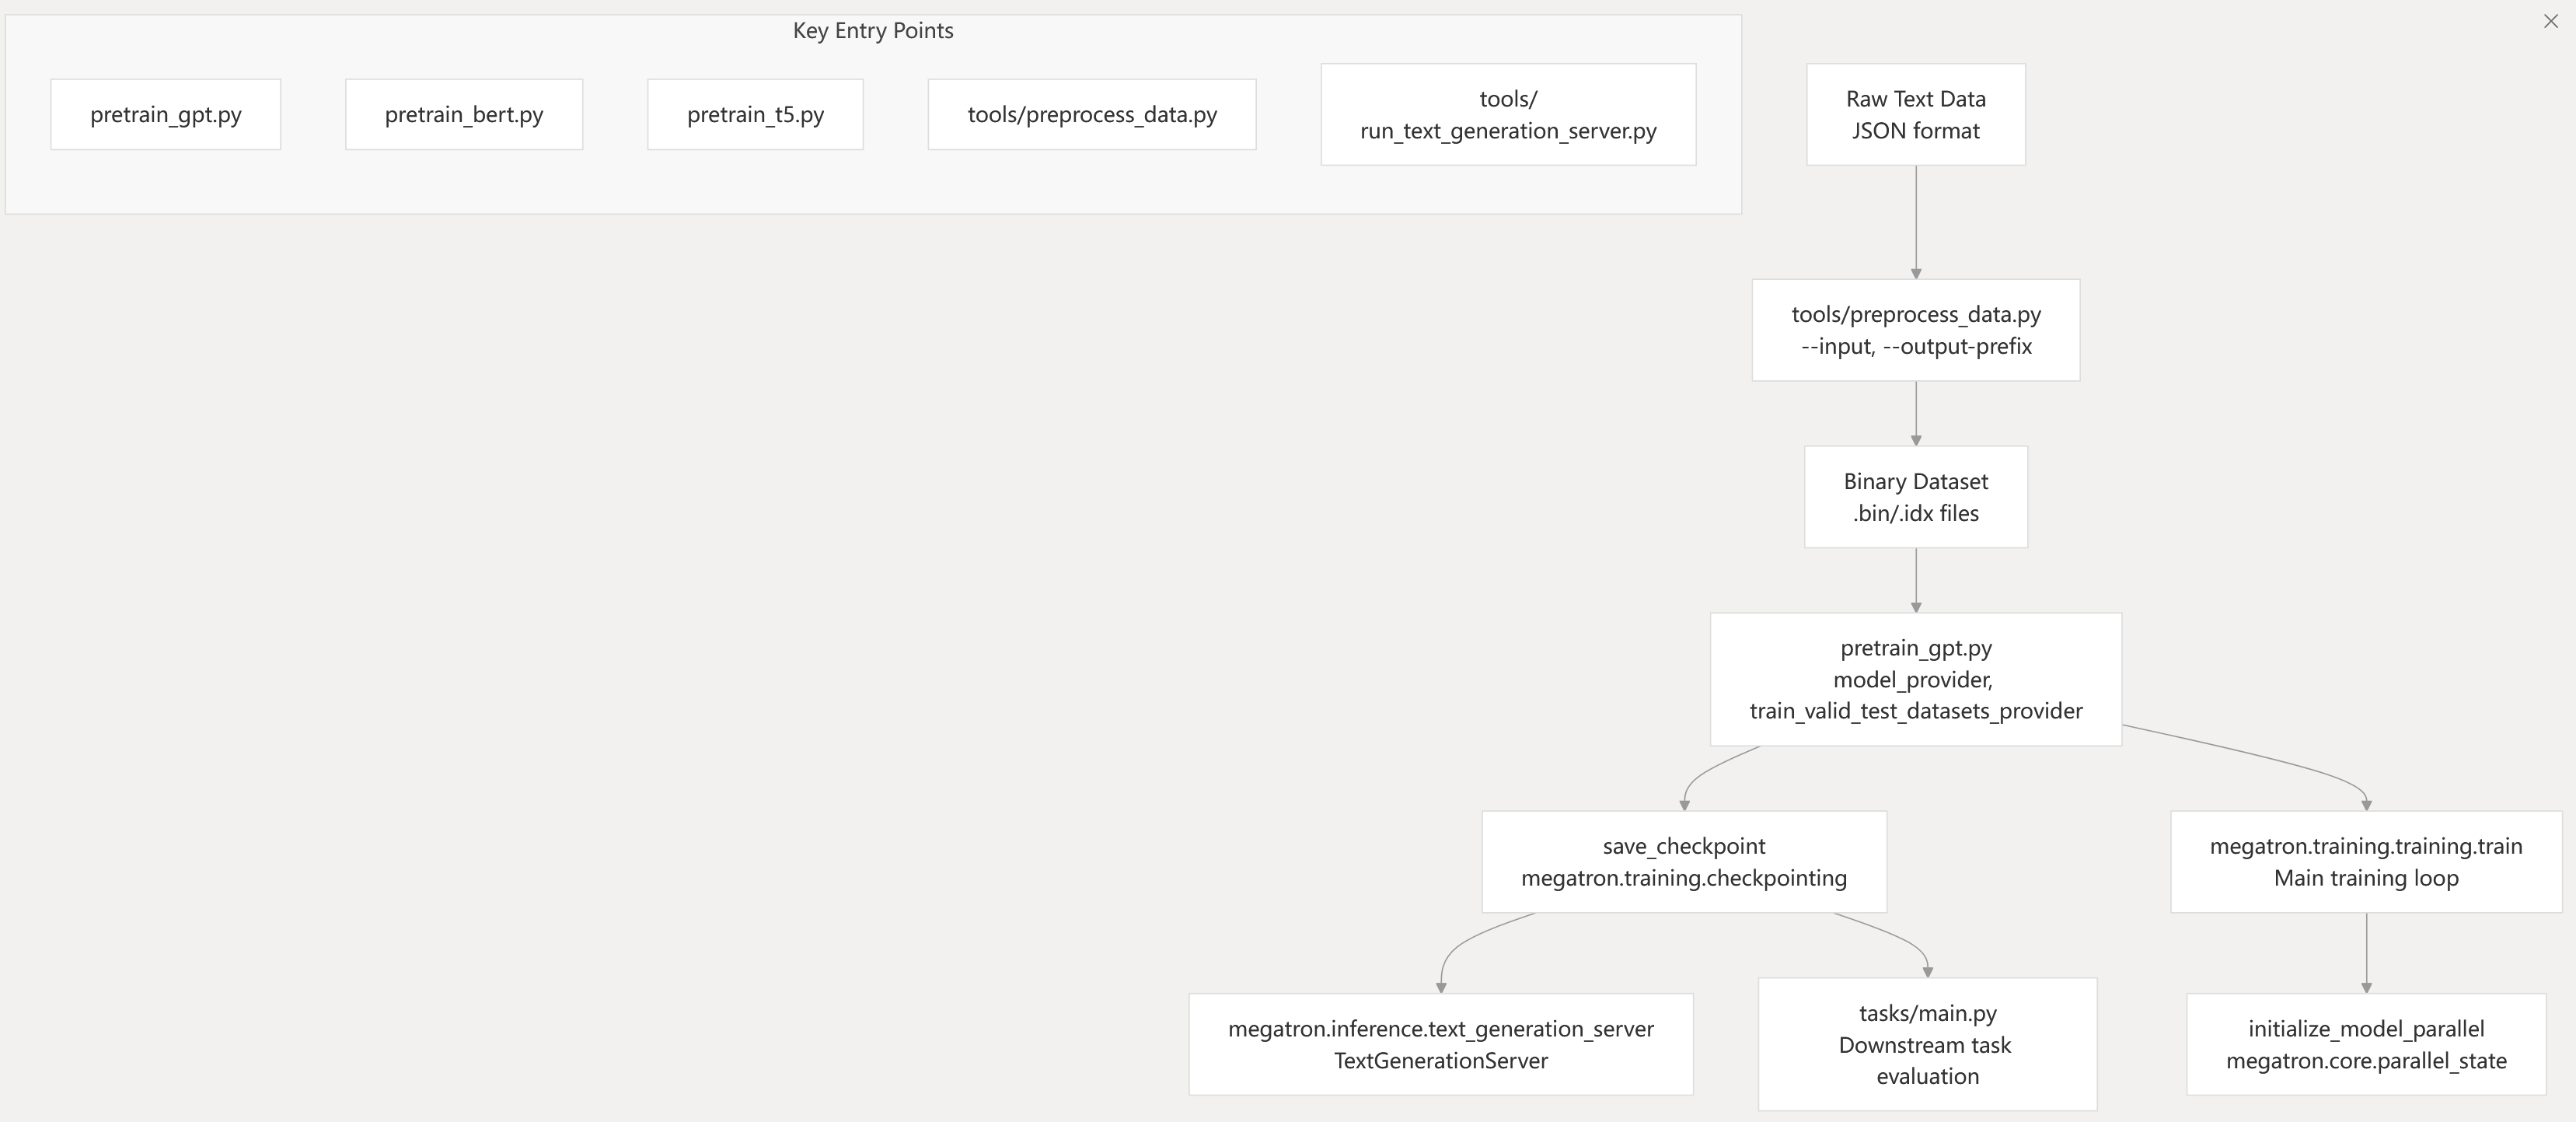 Key Entry Points
pretrain_gpt.py
pretrain_bert.py
pretrain_t5.py
tools/preprocess_data.py
tools/
run_text_generation_server.py
Raw Text Data
JSON format
tools/preprocess_data.py
--input, --output-prefix
Binary Dataset
.bin/.idx files
pretrain_gpt.py
model_provider,
train_valid_test_datasets_provider
save_checkpoint
megatron.training.checkpointing
megatron.training.training.train
Main training loop
megatron.inference.text_generation_server
TextGenerationServer
tasks/main.py
Downstream task
evaluation
initialize_model_parallel
megatron.core.parallel_state